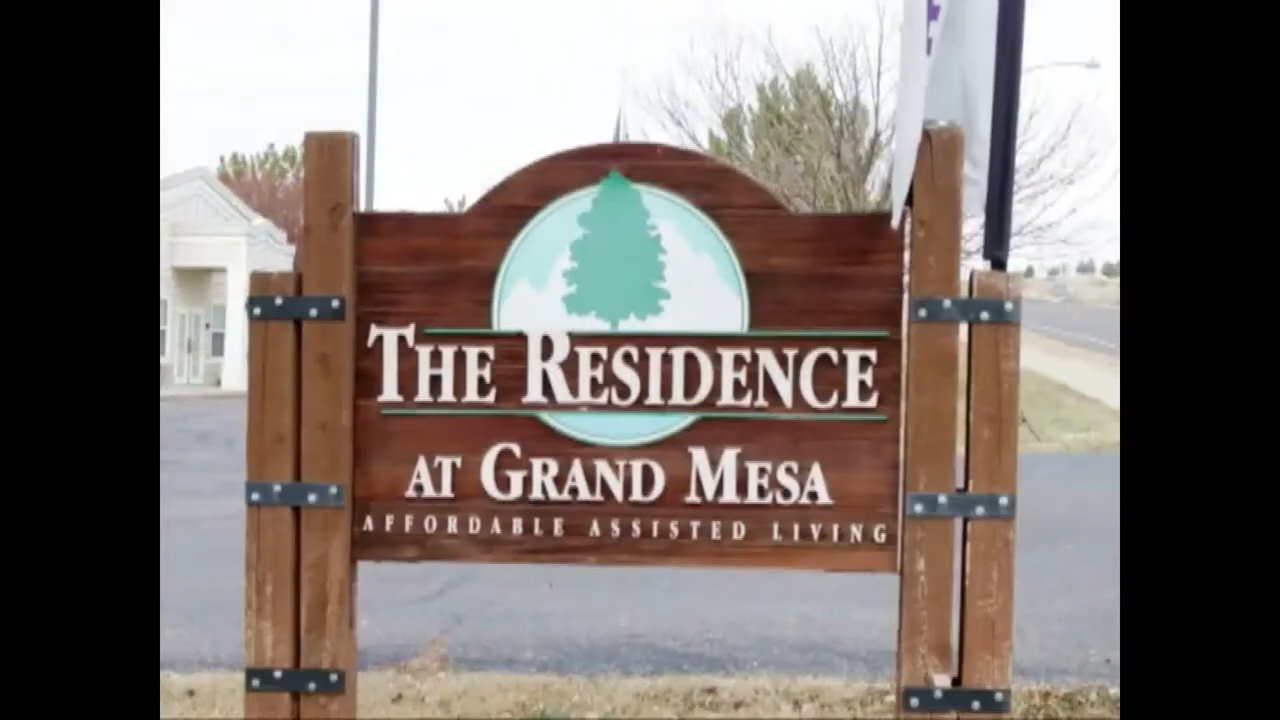 THE RESIDENCE
AT GRAND MESA
AFFORDABLE ASSISTED LIVING